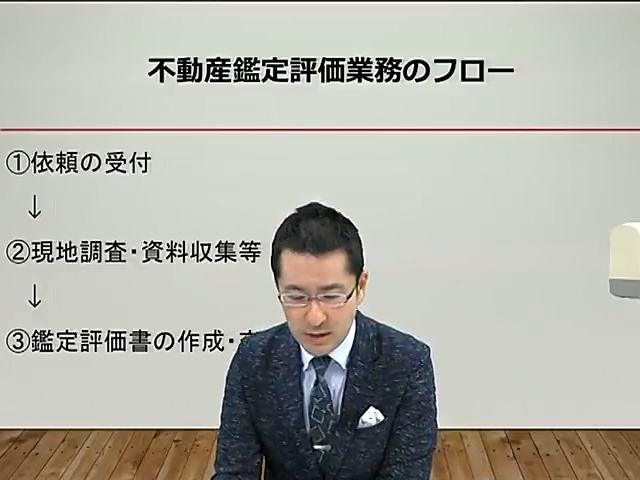 不動産鑑定評価業務のフロー
①依頼の受付
↓
②現地調査・資料収集等
↓
③鑑定評価書の作成・